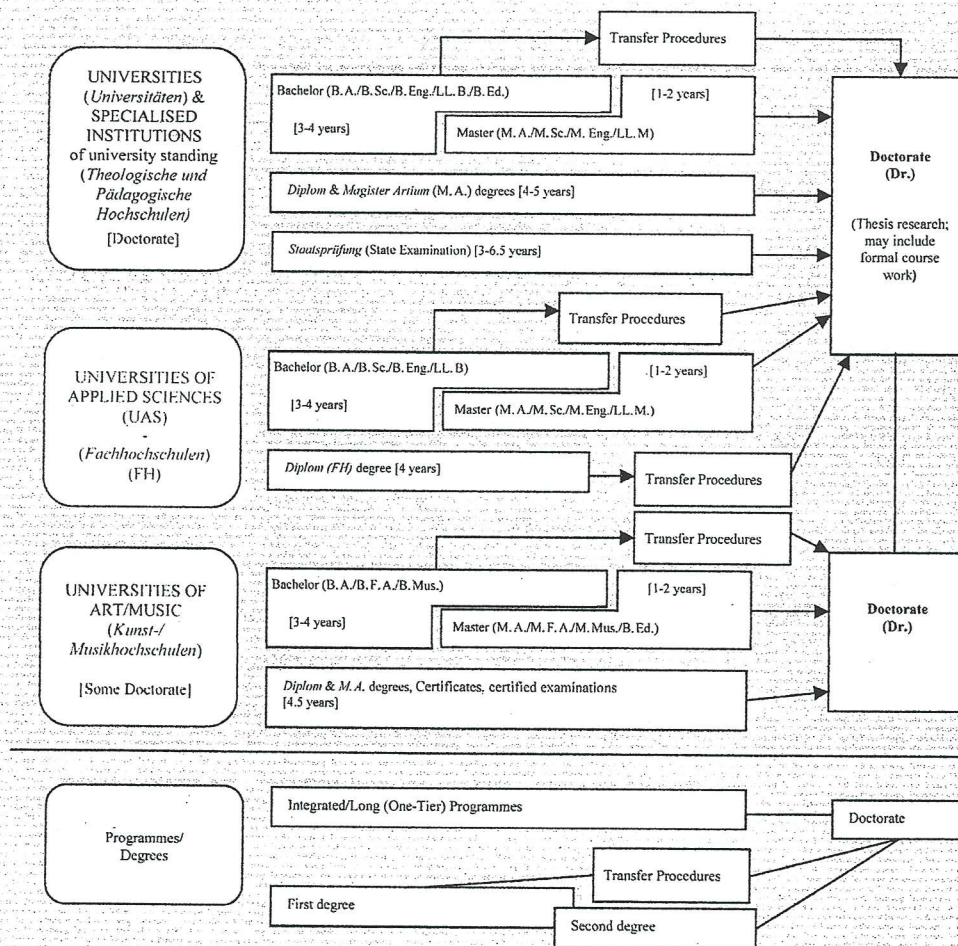 Transfer Procedures
UNIVERSITIES
(Universitäten) &
SPECIALISED
INSTITUTIONS
of university standing
(Theologische und
Pädagogische
Hochschulen)
[Doctorate]
Bachelor (B. A./B. Sc./B. Eng./LL. B./B. Ed.)
[3-4 years]
[1-2 years]
Master (M. A./M. Sc./M. Eng./LL. M)
Diplom & Magister Artium (M. A.) degrees [4-5 years]
Staatsprüfung (State Examination) [3-6.5 years]
Doctorate
(Dr.)
(Thesis research;
may include
formal course
work)
Transfer Procedures
UNIVERSITIES OF
APPLIED SCIENCES
(UAS)
-
(Fachhochschulen)
(FH)
Bachelor (B. A./B. Sc./B. Eng./LL. B)
[3-4 years]
[1-2 years]
Master (M. A./M. Sc./M. Eng./LL. M.)
Diplom (FH) degree [4 years]
Transfer Procedures
Transfer Procedures
UNIVERSITIES OF
ART/MUSIC
(Kunst-/
Musikhochschulen)
[Some Doctorate]
Bachelor (B. A./B. F. A./B. Mus.)
[3-4 years]
[1-2 years]
Master (M. A./M. F. A./M. Mus./B. Ed.)
Diplom & M. A. degrees, Certificates, certified examinations
[4.5 years]
Doctorate
(Dr.)
Programmes/
Degrees
Integrated/Long (One-Tier) Programmes
Doctorate
Transfer Procedures
First degree
Second degree